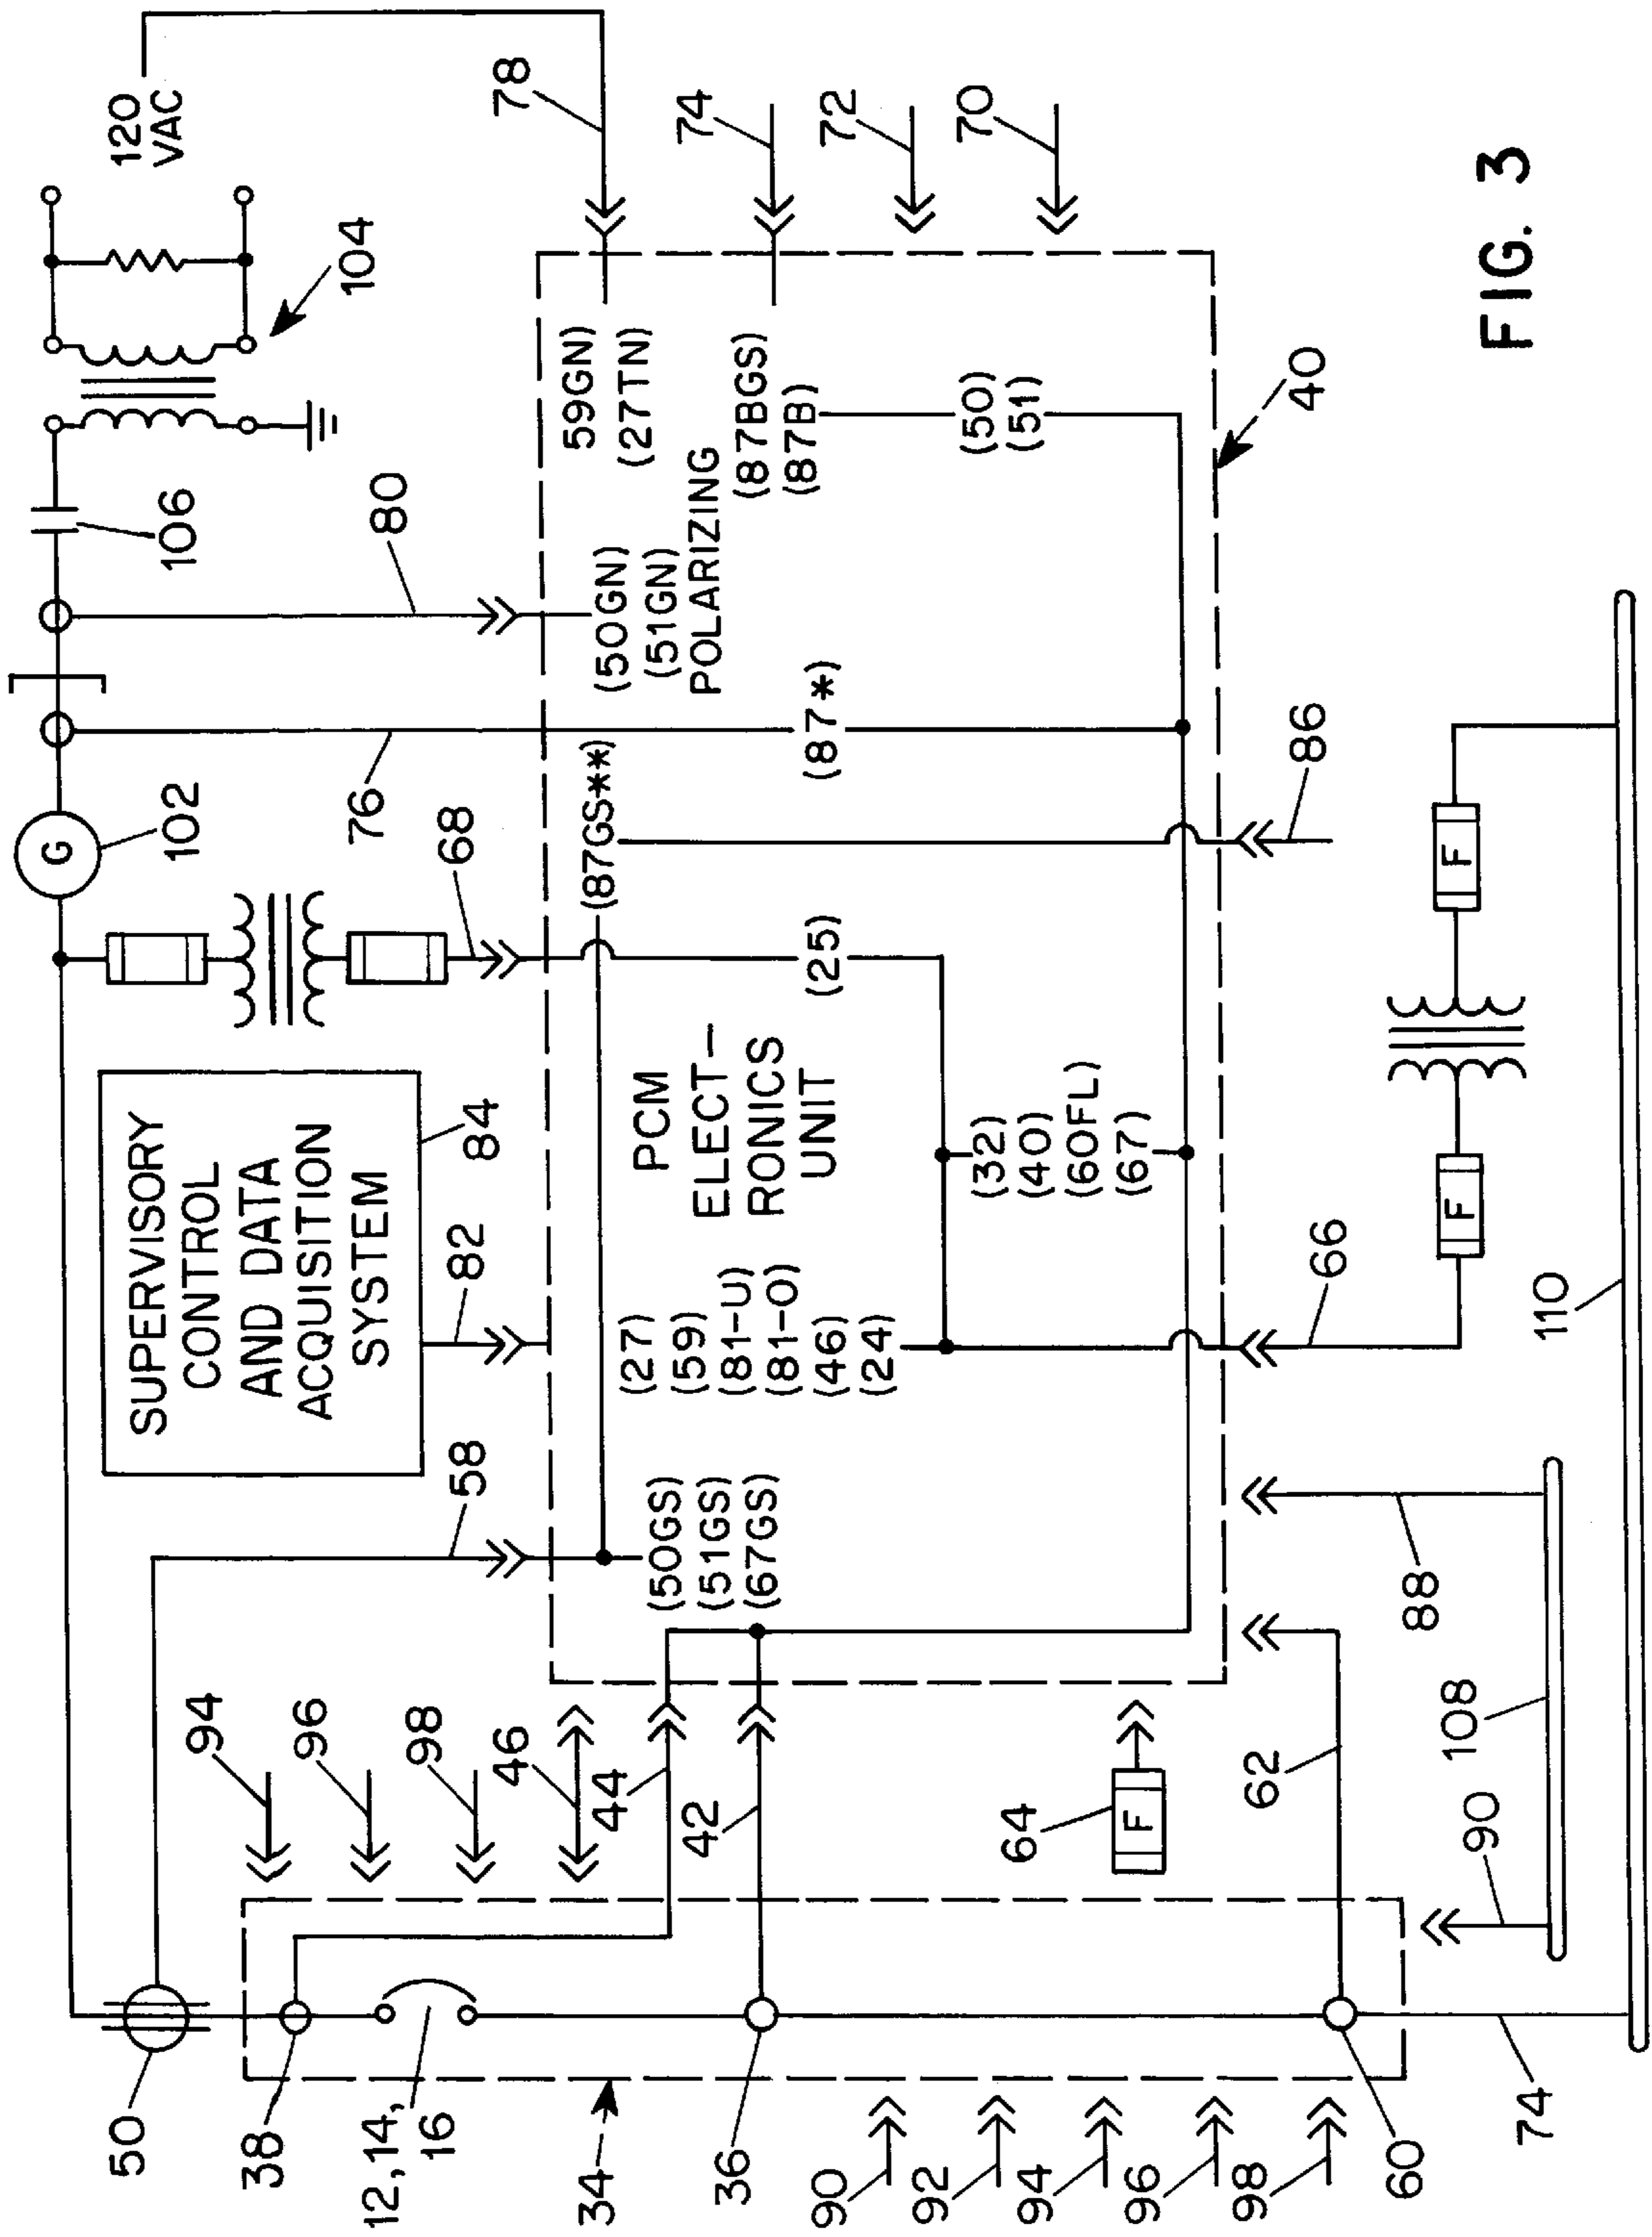 120
VAC
104
106
80
78
74
72
70
G
102
76
68
SUPERVISORY
CONTROL
AND DATA
ACQUISITION
SYSTEM
84
82
58
50
38
12,14,
16
34
36
60
74
94
96
98
46
44
42
64
F
62
90
92
94
96
98
90
108
88
66
110
F
F
86
40
59GN)
(27TN)
(50GN)
(51GN)
POLARIZING
(87BGS)
(87B)
(50)
(51)
(87*)
(87GS**)
(25)
PCM
ELECT-
RONICS
UNIT
(32)
(40)
(60FL)
(67)
(27)
(59)
(81-U)
(81-O)
(46)
(24)
(50GS)
(51GS)
(67GS)
FIG. 3